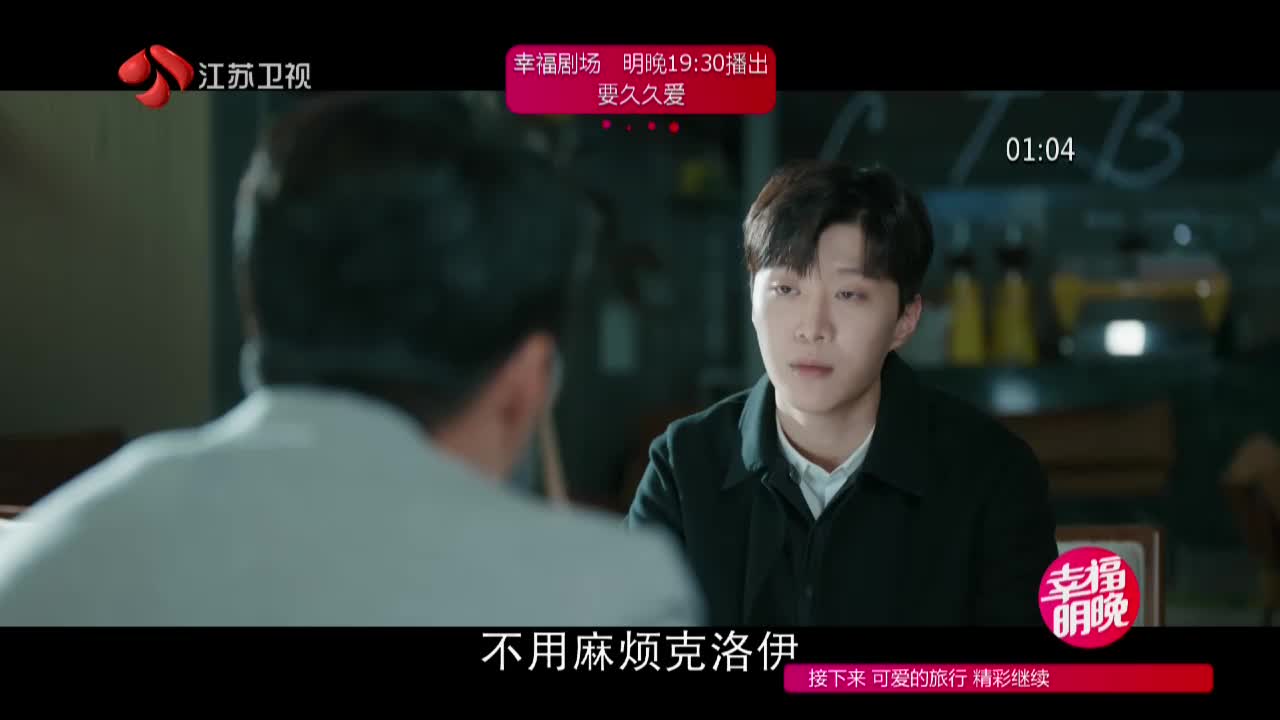 江苏卫视
幸福剧场 明晚19:30播出
要久久爱
01:04
C T B
幸福
明晚
不用麻烦克洛伊
接下来 可爱的旅行 精彩继续